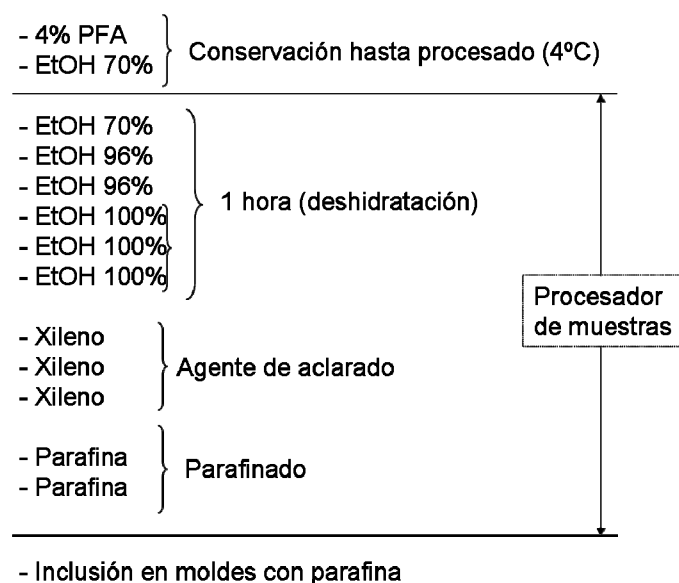 - 4% PFA
- EtOH 70%
Conservación hasta procesado (4ºC)
- EtOH 70%
- EtOH 96%
- EtOH 96%
- EtOH 100%
- EtOH 100%
- EtOH 100%
1 hora (deshidratación)
Procesador
de muestras
- Xileno
- Xileno
- Xileno
Agente de aclarado
- Parafina
- Parafina
Parafinado
- Inclusión en moldes con parafina